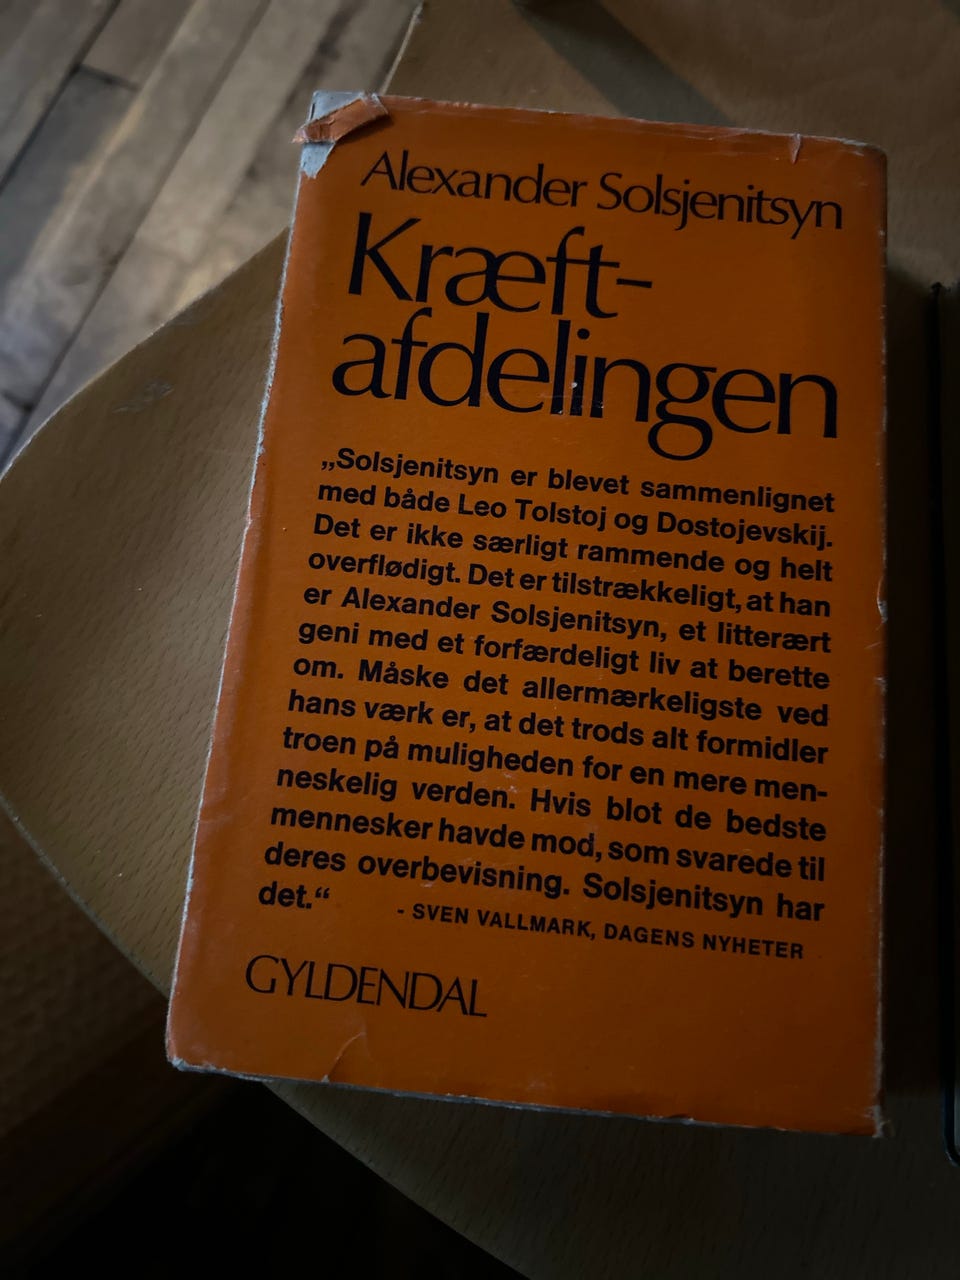 Alexander Solsjenitsyn
Kræft-
afdelingen
„Solsjenitsyn er blevet sammenlignet
med både Leo Tolstoj og Dostojevskij.
Det er ikke særligt rammende og helt
overflødigt. Det er tilstrækkeligt, at han
er Alexander Solsjenitsyn, et litterært
geni med et forfærdeligt liv at berette
om. Måske det allermærkeligste ved
hans værk er, at det trods alt formidler
troen på muligheden for en mere men-
neskelig verden. Hvis blot de bedste
mennesker havde mod, som svarede til
deres overbevisning. Solsjenitsyn har
det.“
- SVEN VALLMARK, DAGENS NYHETER
GYLDENDAL